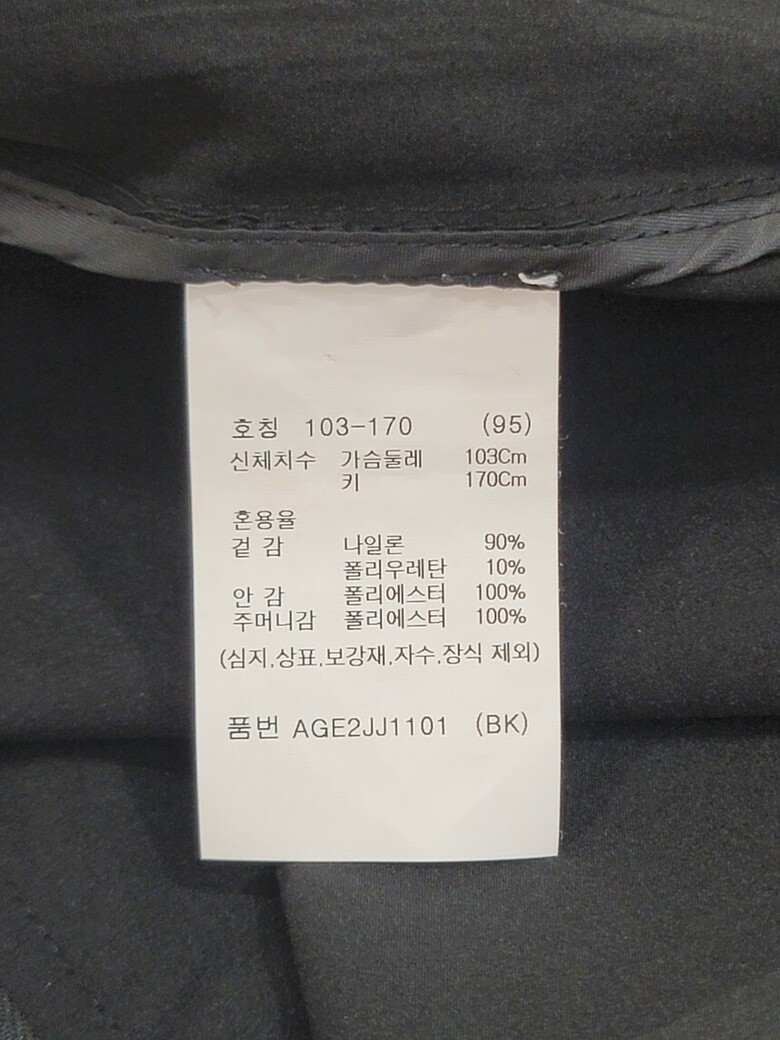 호칭 103-170 (95)
신체치수 가슴둘레 103Cm
키 170Cm
혼용율
겉 감 나일론 90%
폴리우레탄 10%
안 감 폴리에스터 100%
주머니감 폴리에스터 100%
(심지,상표,보강재,자수,장식 제외)
품번 AGE2JJ1101 (BK)